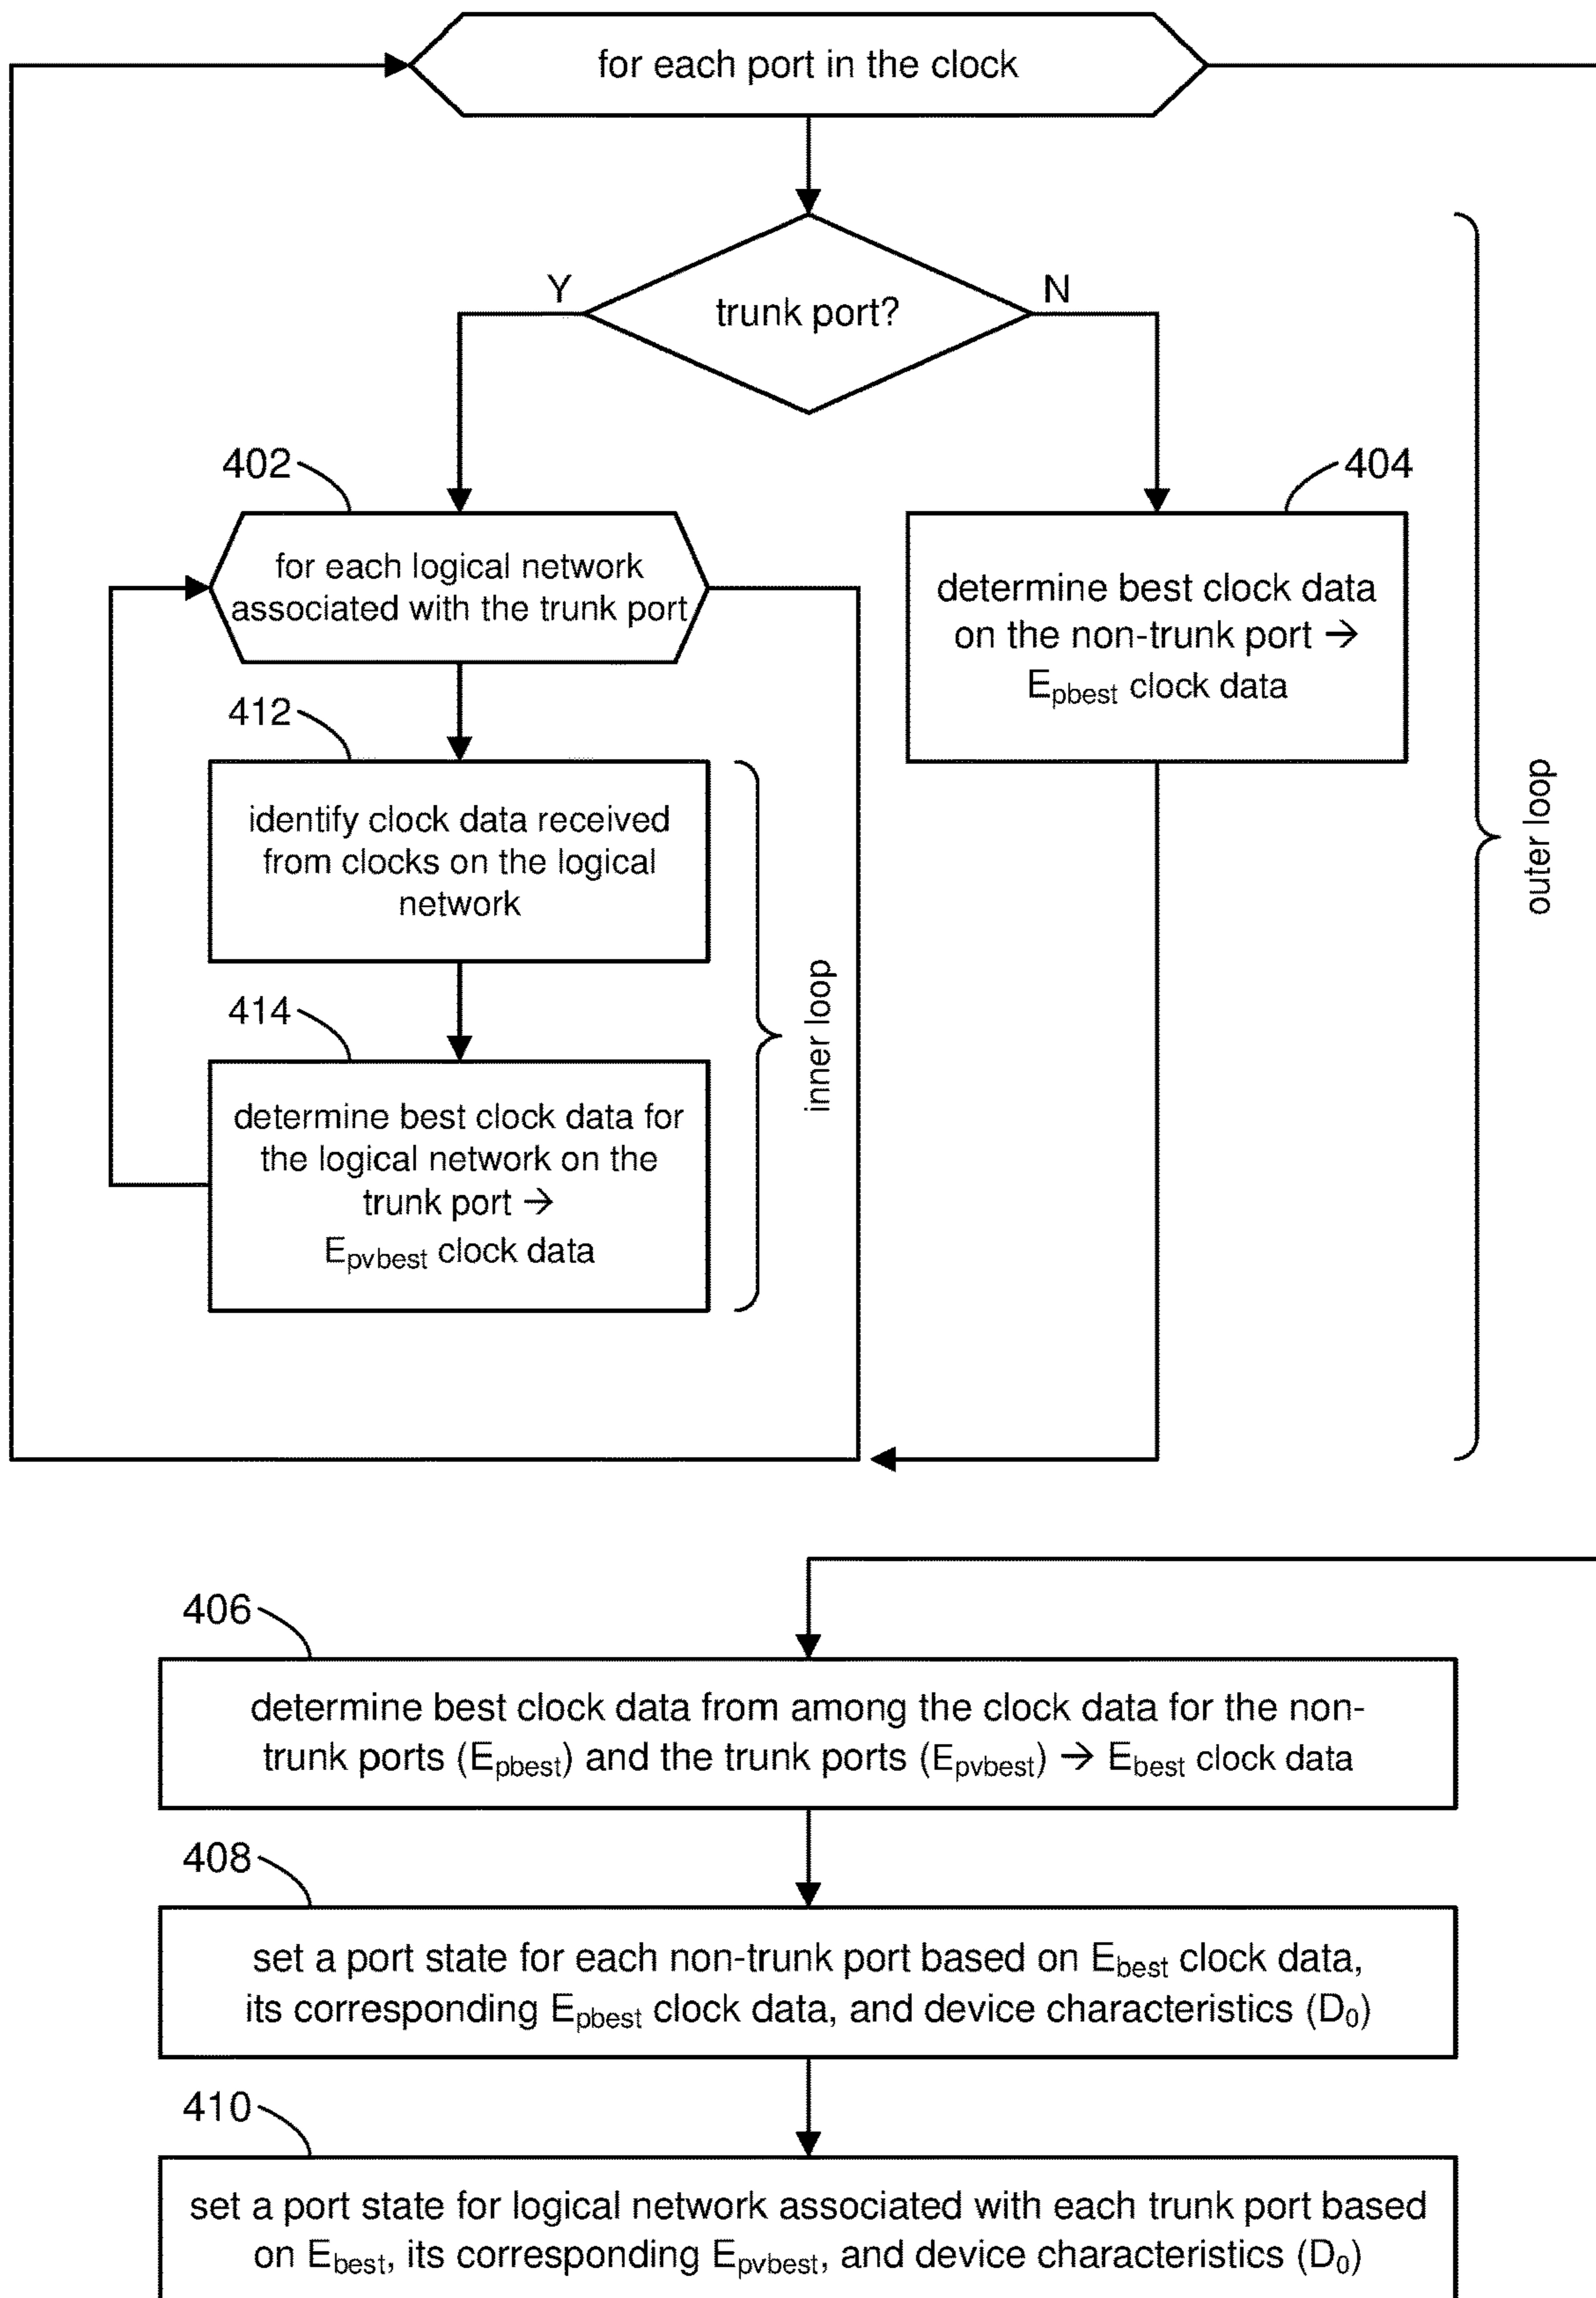 for each port in the clock
trunk port?
Y
N
402
for each logical network
associated with the trunk port
404
determine best clock data
on the non-trunk port →
Epbest clock data
412
identify clock data received
from clocks on the logical
network
414
determine best clock data for
the logical network on the
trunk port →
Epvbest clock data
inner loop
outer loop
406
determine best clock data from among the clock data for the non-
trunk ports (Epbest) and the trunk ports (Epvbest) → Ebest clock data
408
set a port state for each non-trunk port based on Ebest clock data,
its corresponding Epbest clock data, and device characteristics (D0)
410
set a port state for logical network associated with each trunk port based
on Ebest, its corresponding Epvbest, and device characteristics (D0)